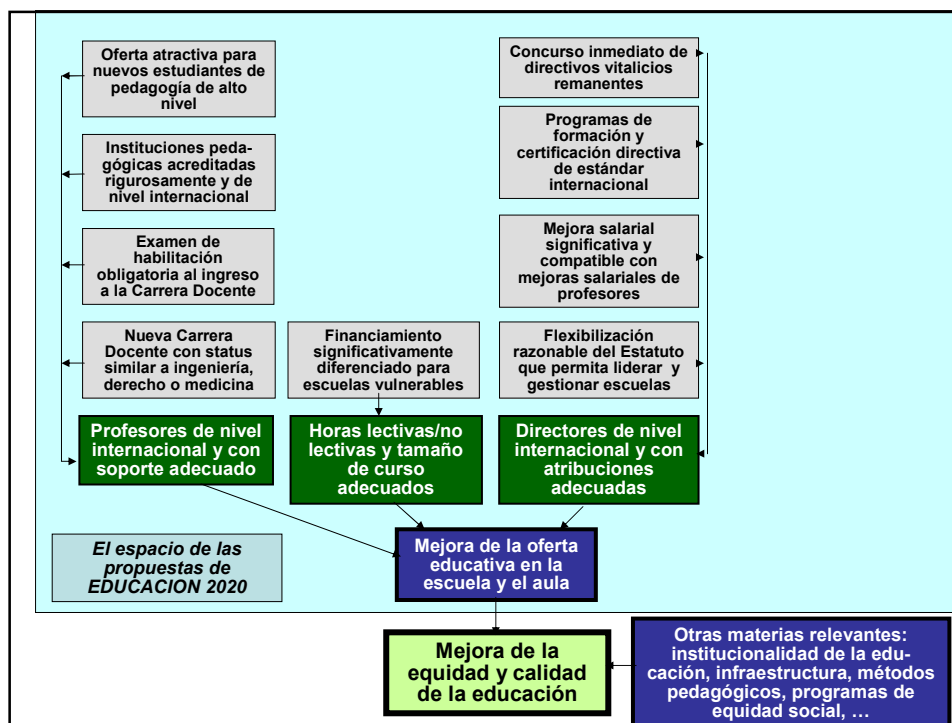 Oferta atractiva para
nuevos estudiantes de
pedagogía de alto
nivel
Instituciones peda-
gógicas acreditadas
rigurosamente y de
nivel internacional
Examen de
habilitación
obligatoria al ingreso
a la Carrera Docente
Nueva Carrera
Docente con status
similar a ingeniería,
derecho o medicina
Financiamiento
significativamente
diferenciado para
escuelas vulnerables
Concurso inmediato de
directivos vitalicios
remanentes
Programas de
formación y
certificación directiva
de estándar
internacional
Mejora salarial
significativa y
compatible con
mejoras salariales de
profesores
Flexibilización
razonable del Estatuto
que permita liderar y
gestionar escuelas
Profesores de nivel
internacional y con
soporte adecuado
Horas lectivas/no
lectivas y tamaño
de curso
adecuados
Directores de nivel
internacional y con
atribuciones
adecuadas
El espacio de las
propuestas de
EDUCACION 2020
Mejora de la oferta
educativa en la
escuela y el aula
Mejora de la
equidad y calidad
de la educación
Otras materias relevantes:
institucionalidad de la edu-
cación, infraestructura, métodos
pedagógicos, programas de
equidad social, …